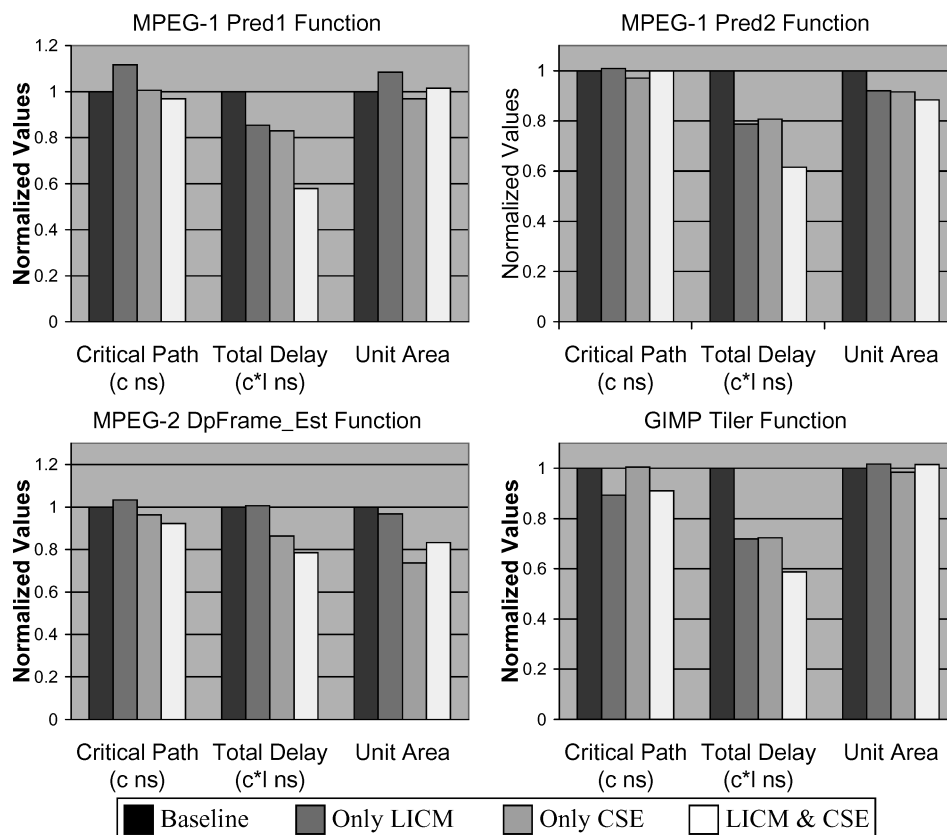 MPEG-1 Pred1 Function
Normalized Values
1.2
1
0.8
0.6
0.4
0.2
0
Critical Path
(c ns)
Total Delay
(c*l ns)
Unit Area
MPEG-1 Pred2 Function
Normalized Values
1
0.8
0.6
0.4
0.2
0
Critical Path
(c ns)
Total Delay
(c*l ns)
Unit Area
MPEG-2 DpFrame_Est Function
Normalized Values
1.2
1
0.8
0.6
0.4
0.2
0
Critical Path
(c ns)
Total Delay
(c*l ns)
Unit Area
GIMP Tiler Function
Normalized Values
1
0.8
0.6
0.4
0.2
0
Critical Path
(c ns)
Total Delay
(c*l ns)
Unit Area
Baseline Only LICM Only CSE LICM & CSE